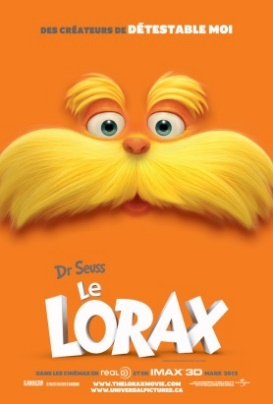 DES CRÉATEURS DE DÉTESTABLE MOI
Dr Seuss
Le
LORAX
DANS LES CINÉMAS EN REAL D ET EN IMAX 3D MARS 2012
WWW.THELORAXMOVIE.COM
WWW.UNIVERSALPICTURES.CA